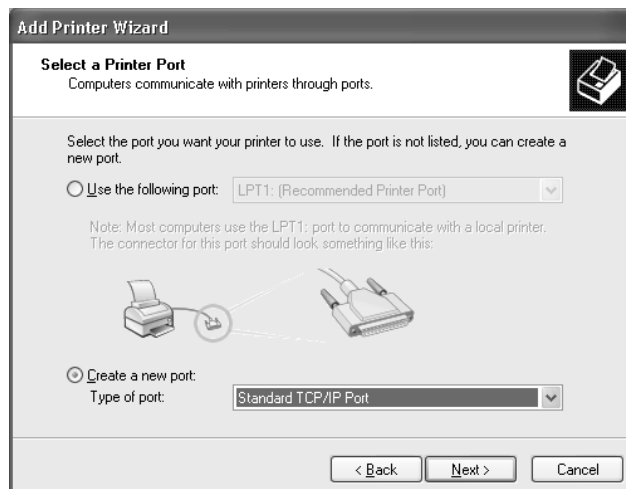 Add Printer Wizard
Select a Printer Port
Computers communicate with printers through ports.
Select the port you want your printer to use. If the port is not listed, you can create a
new port.
Use the following port: LPT1: (Recommended Printer Port)
Note: Most computers use the LPT1: port to communicate with a local printer.
The connector for this port should look something like this:
Create a new port:
Type of port: Standard TCP/IP Port
< Back Next > Cancel